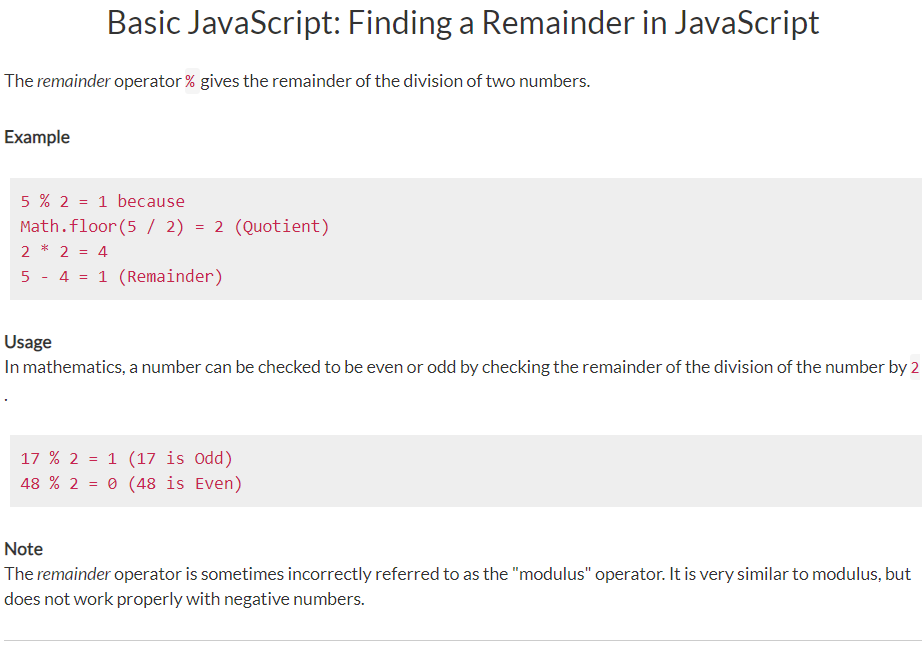 Basic JavaScript: Finding a Remainder in JavaScript
The remainder operator % gives the remainder of the division of two numbers.
Example
5 % 2 = 1 because
Math.floor(5 / 2) = 2 (Quotient)
2 * 2 = 4
5 - 4 = 1 (Remainder)
Usage
In mathematics, a number can be checked to be even or odd by checking the remainder of the division of the number by 2
.
17 % 2 = 1 (17 is Odd)
48 % 2 = 0 (48 is Even)
Note
The remainder operator is sometimes incorrectly referred to as the "modulus" operator. It is very similar to modulus, but
does not work properly with negative numbers.